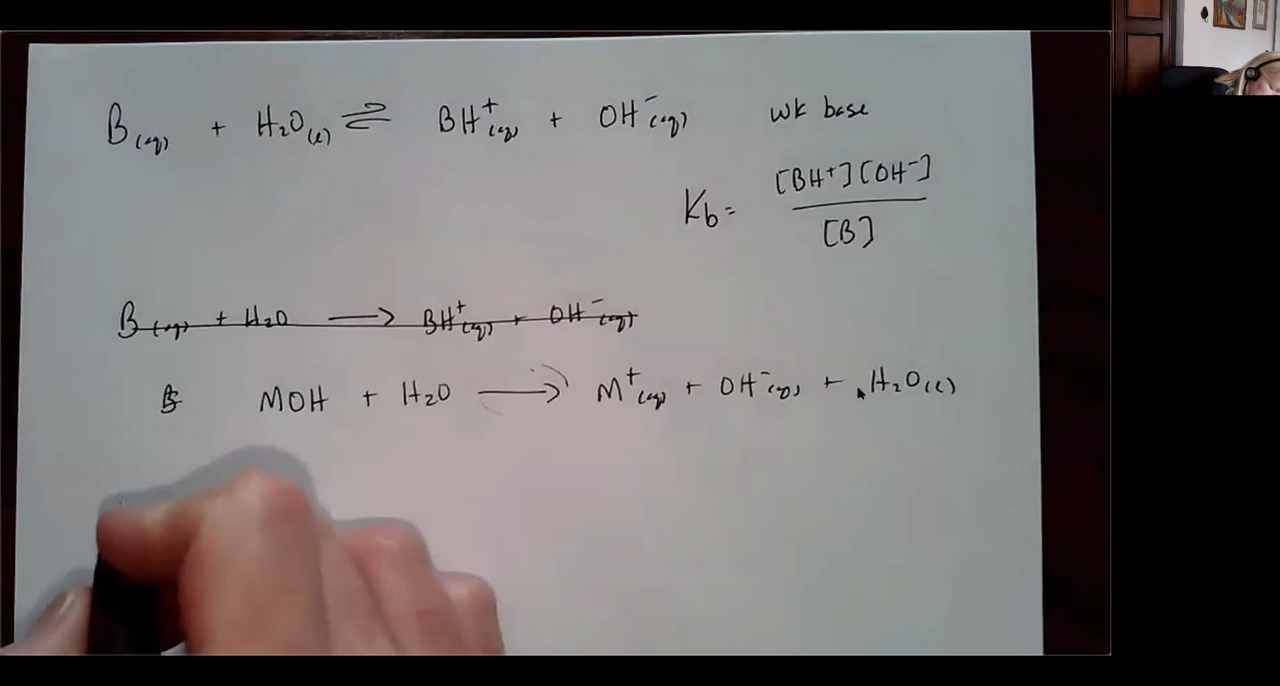 B(aq) + H₂O(l) ⇌ BH⁺(aq) + OH⁻(aq) wk base
Kb = [BH⁺][OH⁻] / [B]
B(aq) + H₂O → BH⁺(aq) + OH⁻(aq)
B MOH + H₂O → M⁺(aq) + OH⁻(aq) + H₂O(l)